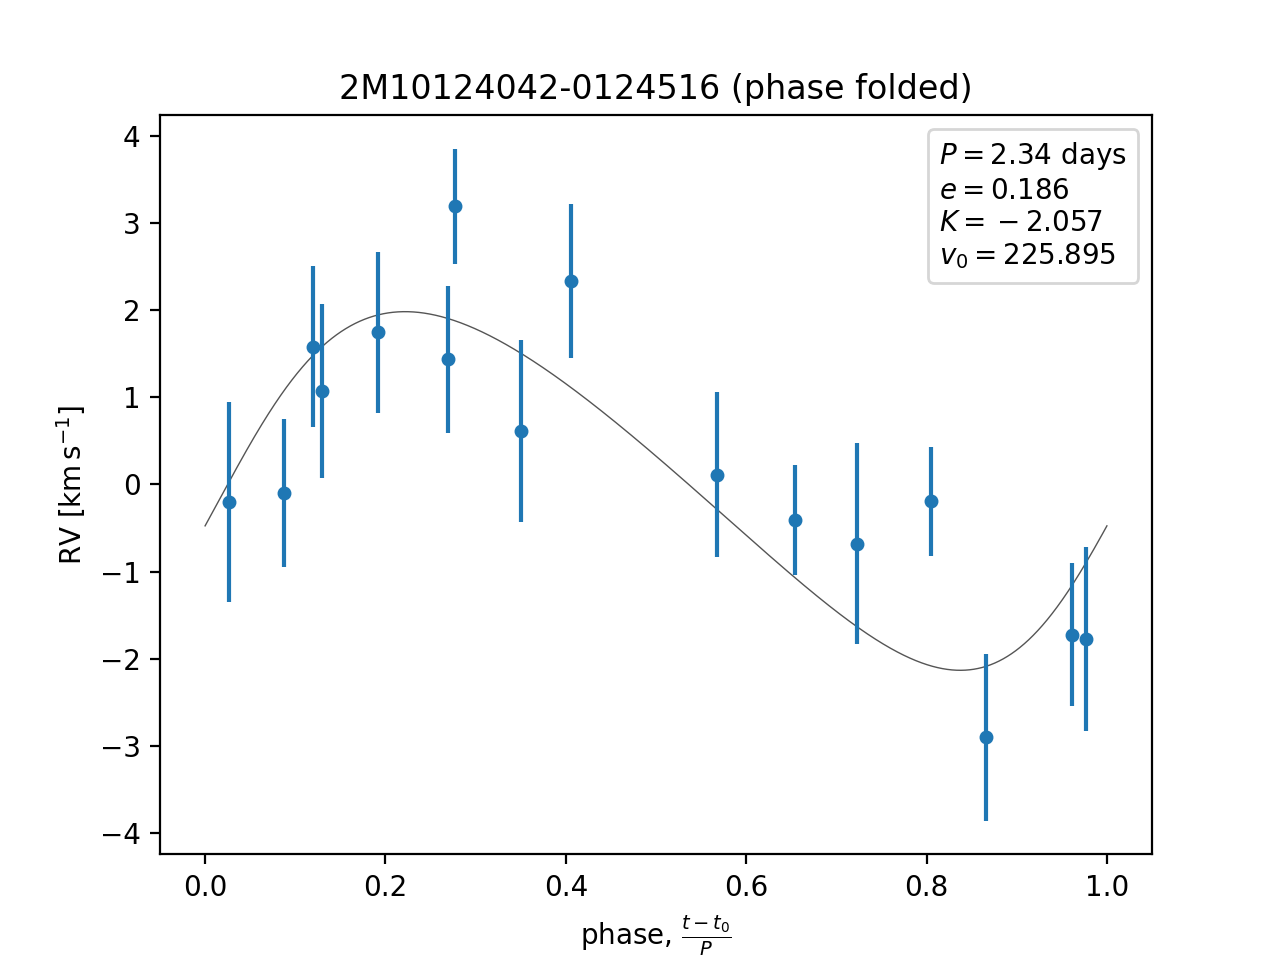 2M10124042-0124516 (phase folded)
P = 2.34 days
e = 0.186
K = −2.057
v₀ = 225.895
RV [km s⁻¹]
4
3
2
1
0
−1
−2
−3
−4
0.0 0.2 0.4 0.6 0.8 1.0
phase, (t − t₀)/P